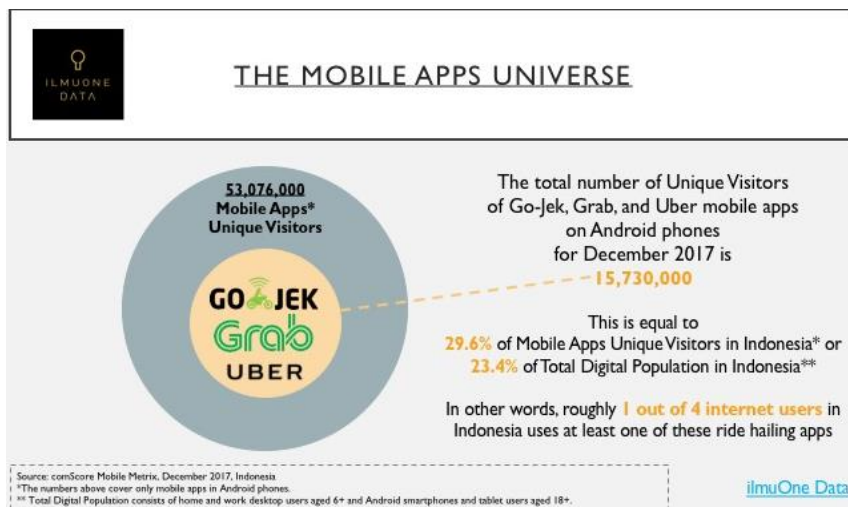 ILMUONE
DATA
THE MOBILE APPS UNIVERSE
53,076,000
Mobile Apps*
Unique Visitors
GO JEK
Grab
UBER
The total number of Unique Visitors
of Go-Jek, Grab, and Uber mobile apps
on Android phones
for December 2017 is
15,730,000
This is equal to
29.6% of Mobile Apps Unique Visitors in Indonesia* or
23.4% of Total Digital Population in Indonesia**
In other words, roughly 1 out of 4 internet users in
Indonesia uses at least one of these ride hailing apps
Source: comScore Mobile Metrix, December 2017, Indonesia
*The numbers above cover only mobile apps in Android phones.
** Total Digital Population consists of home and work desktop users aged 6+ and Android smartphones and tablet users aged 18+.
ilmuOne Data